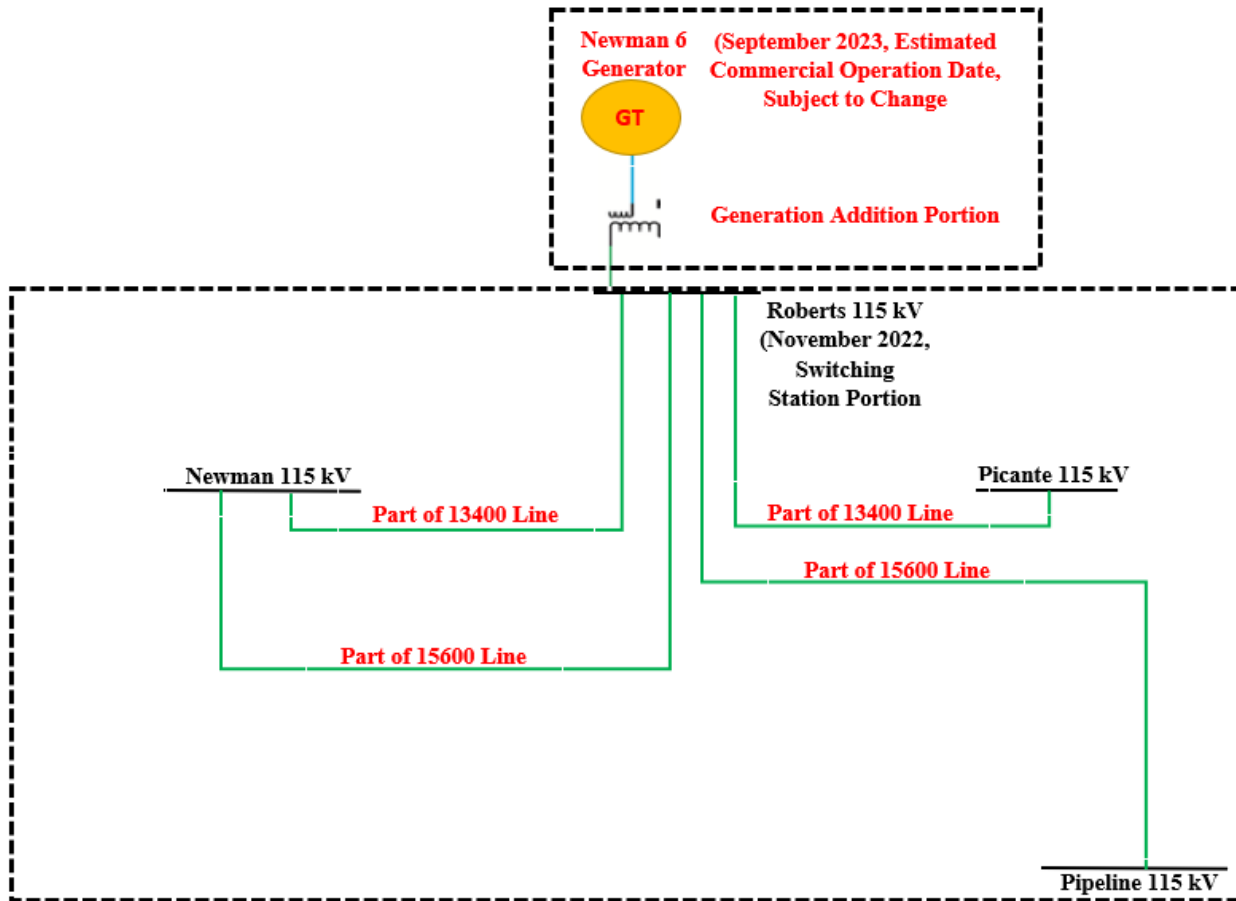 Newman 6
Generator
(September 2023, Estimated
Commercial Operation Date,
Subject to Change
GT
Generation Addition Portion
Roberts 115 kV
(November 2022,
Switching
Station Portion
Newman 115 kV
Picante 115 kV
Part of 13400 Line
Part of 13400 Line
Part of 15600 Line
Part of 15600 Line
Pipeline 115 kV